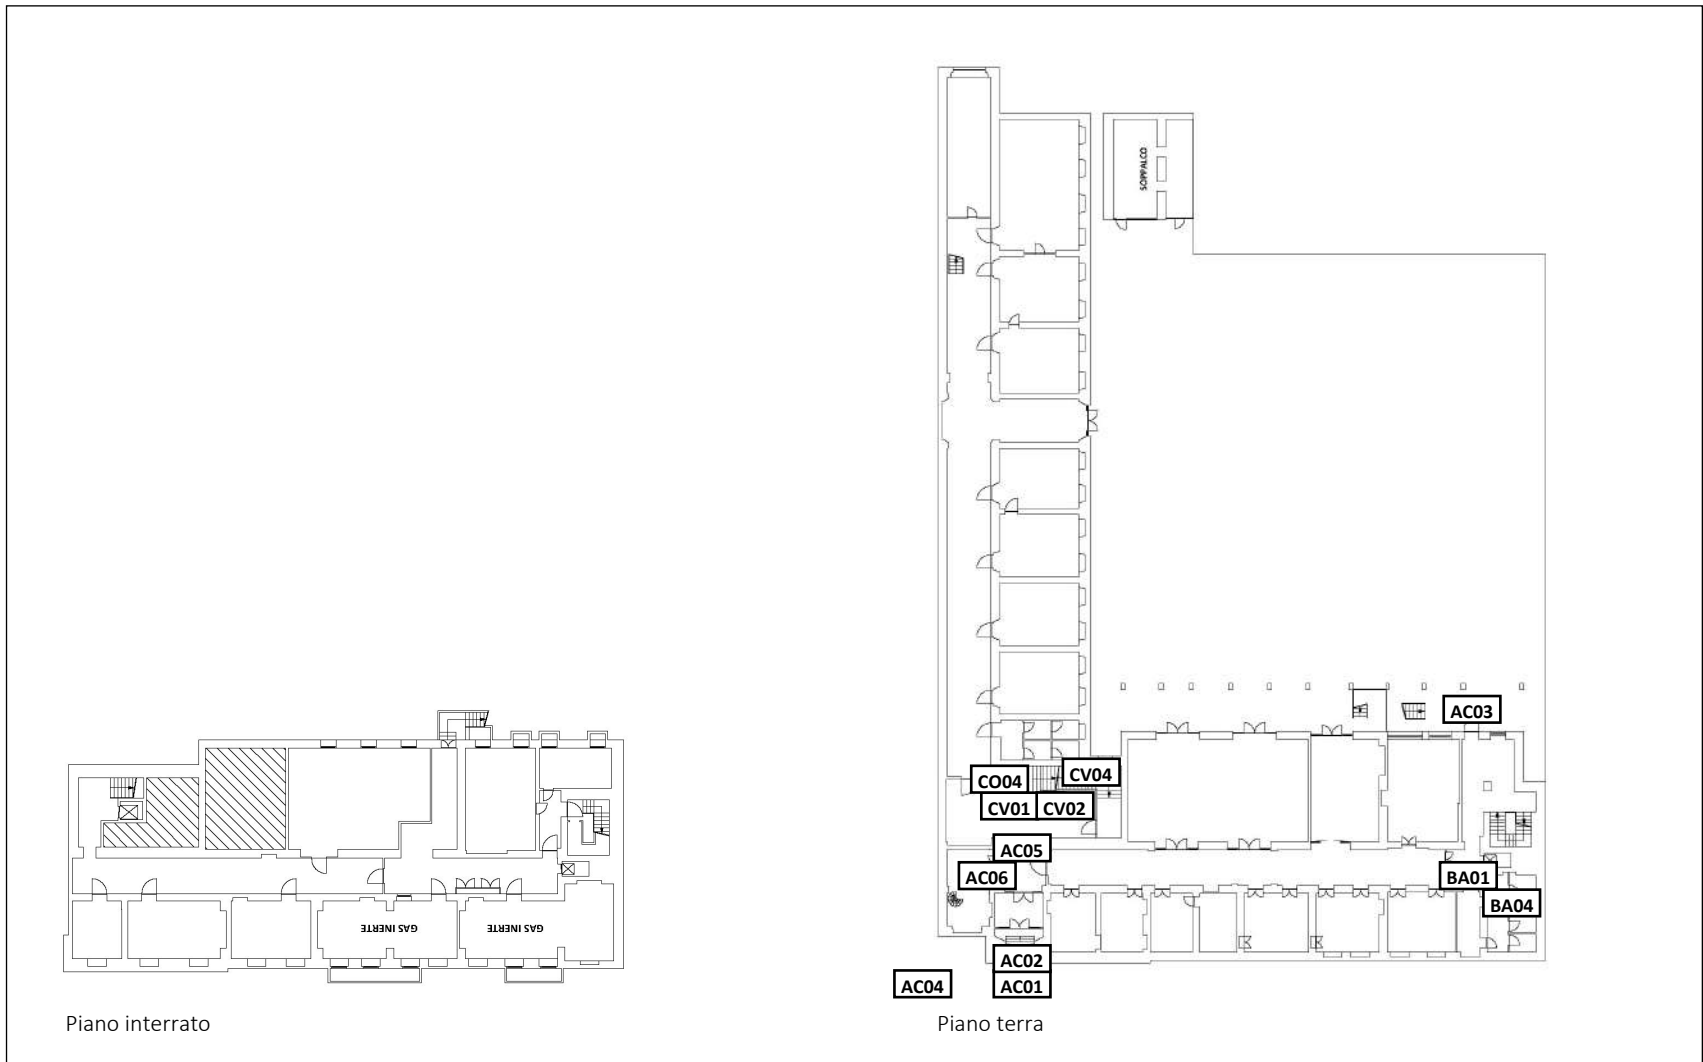 SOPPALCO
AC03
CO04
CV04
CV01
CV02
AC05
AC06
BA01
BA04
GAS INERTE
GAS INERTE
AC02
AC04
AC01
Piano interrato
Piano terra